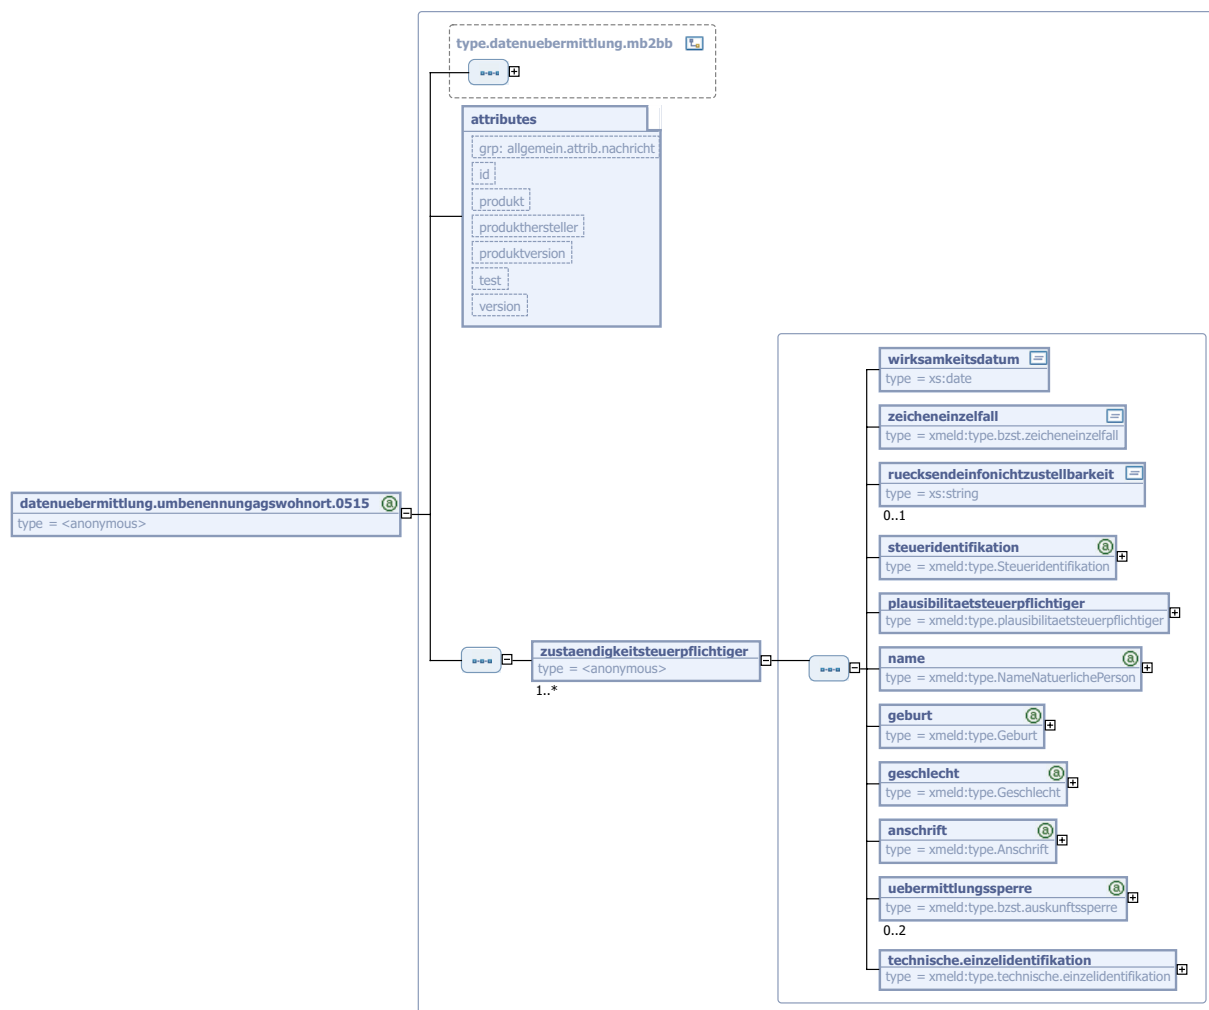 type.datenuebermittlung.mb2bb
attributes
grp: allgemein.attrib.nachricht
id
produkt
produkthersteller
produktversion
test
version
datenuebermittlung.umbenennungagswohnort.0515 a
type = <anonymous>
zustaendigkeitsteuerpflichtiger
type = <anonymous>
1..*
wirksamkeitsdatum
type = xs:date
zeicheneinzelfall
type = xmeld:type.bzst.zeicheneinzelfall
ruecksendeinfonichtzustellbarkeit
type = xs:string
0..1
steueridentifikation a
type = xmeld:type.Steueridentifikation
plausibilitaetsteuerpflichtiger
type = xmeld:type.plausibilitaetsteuerpflichtiger
name a
type = xmeld:type.NameNatuerlichePerson
geburt a
type = xmeld:type.Geburt
geschlecht a
type = xmeld:type.Geschlecht
anschrift a
type = xmeld:type.Anschrift
uebermittlungssperre a
type = xmeld:type.bzst.auskunftssperre
0..2
technische.einzelidentifikation
type = xmeld:type.technische.einzelidentifikation